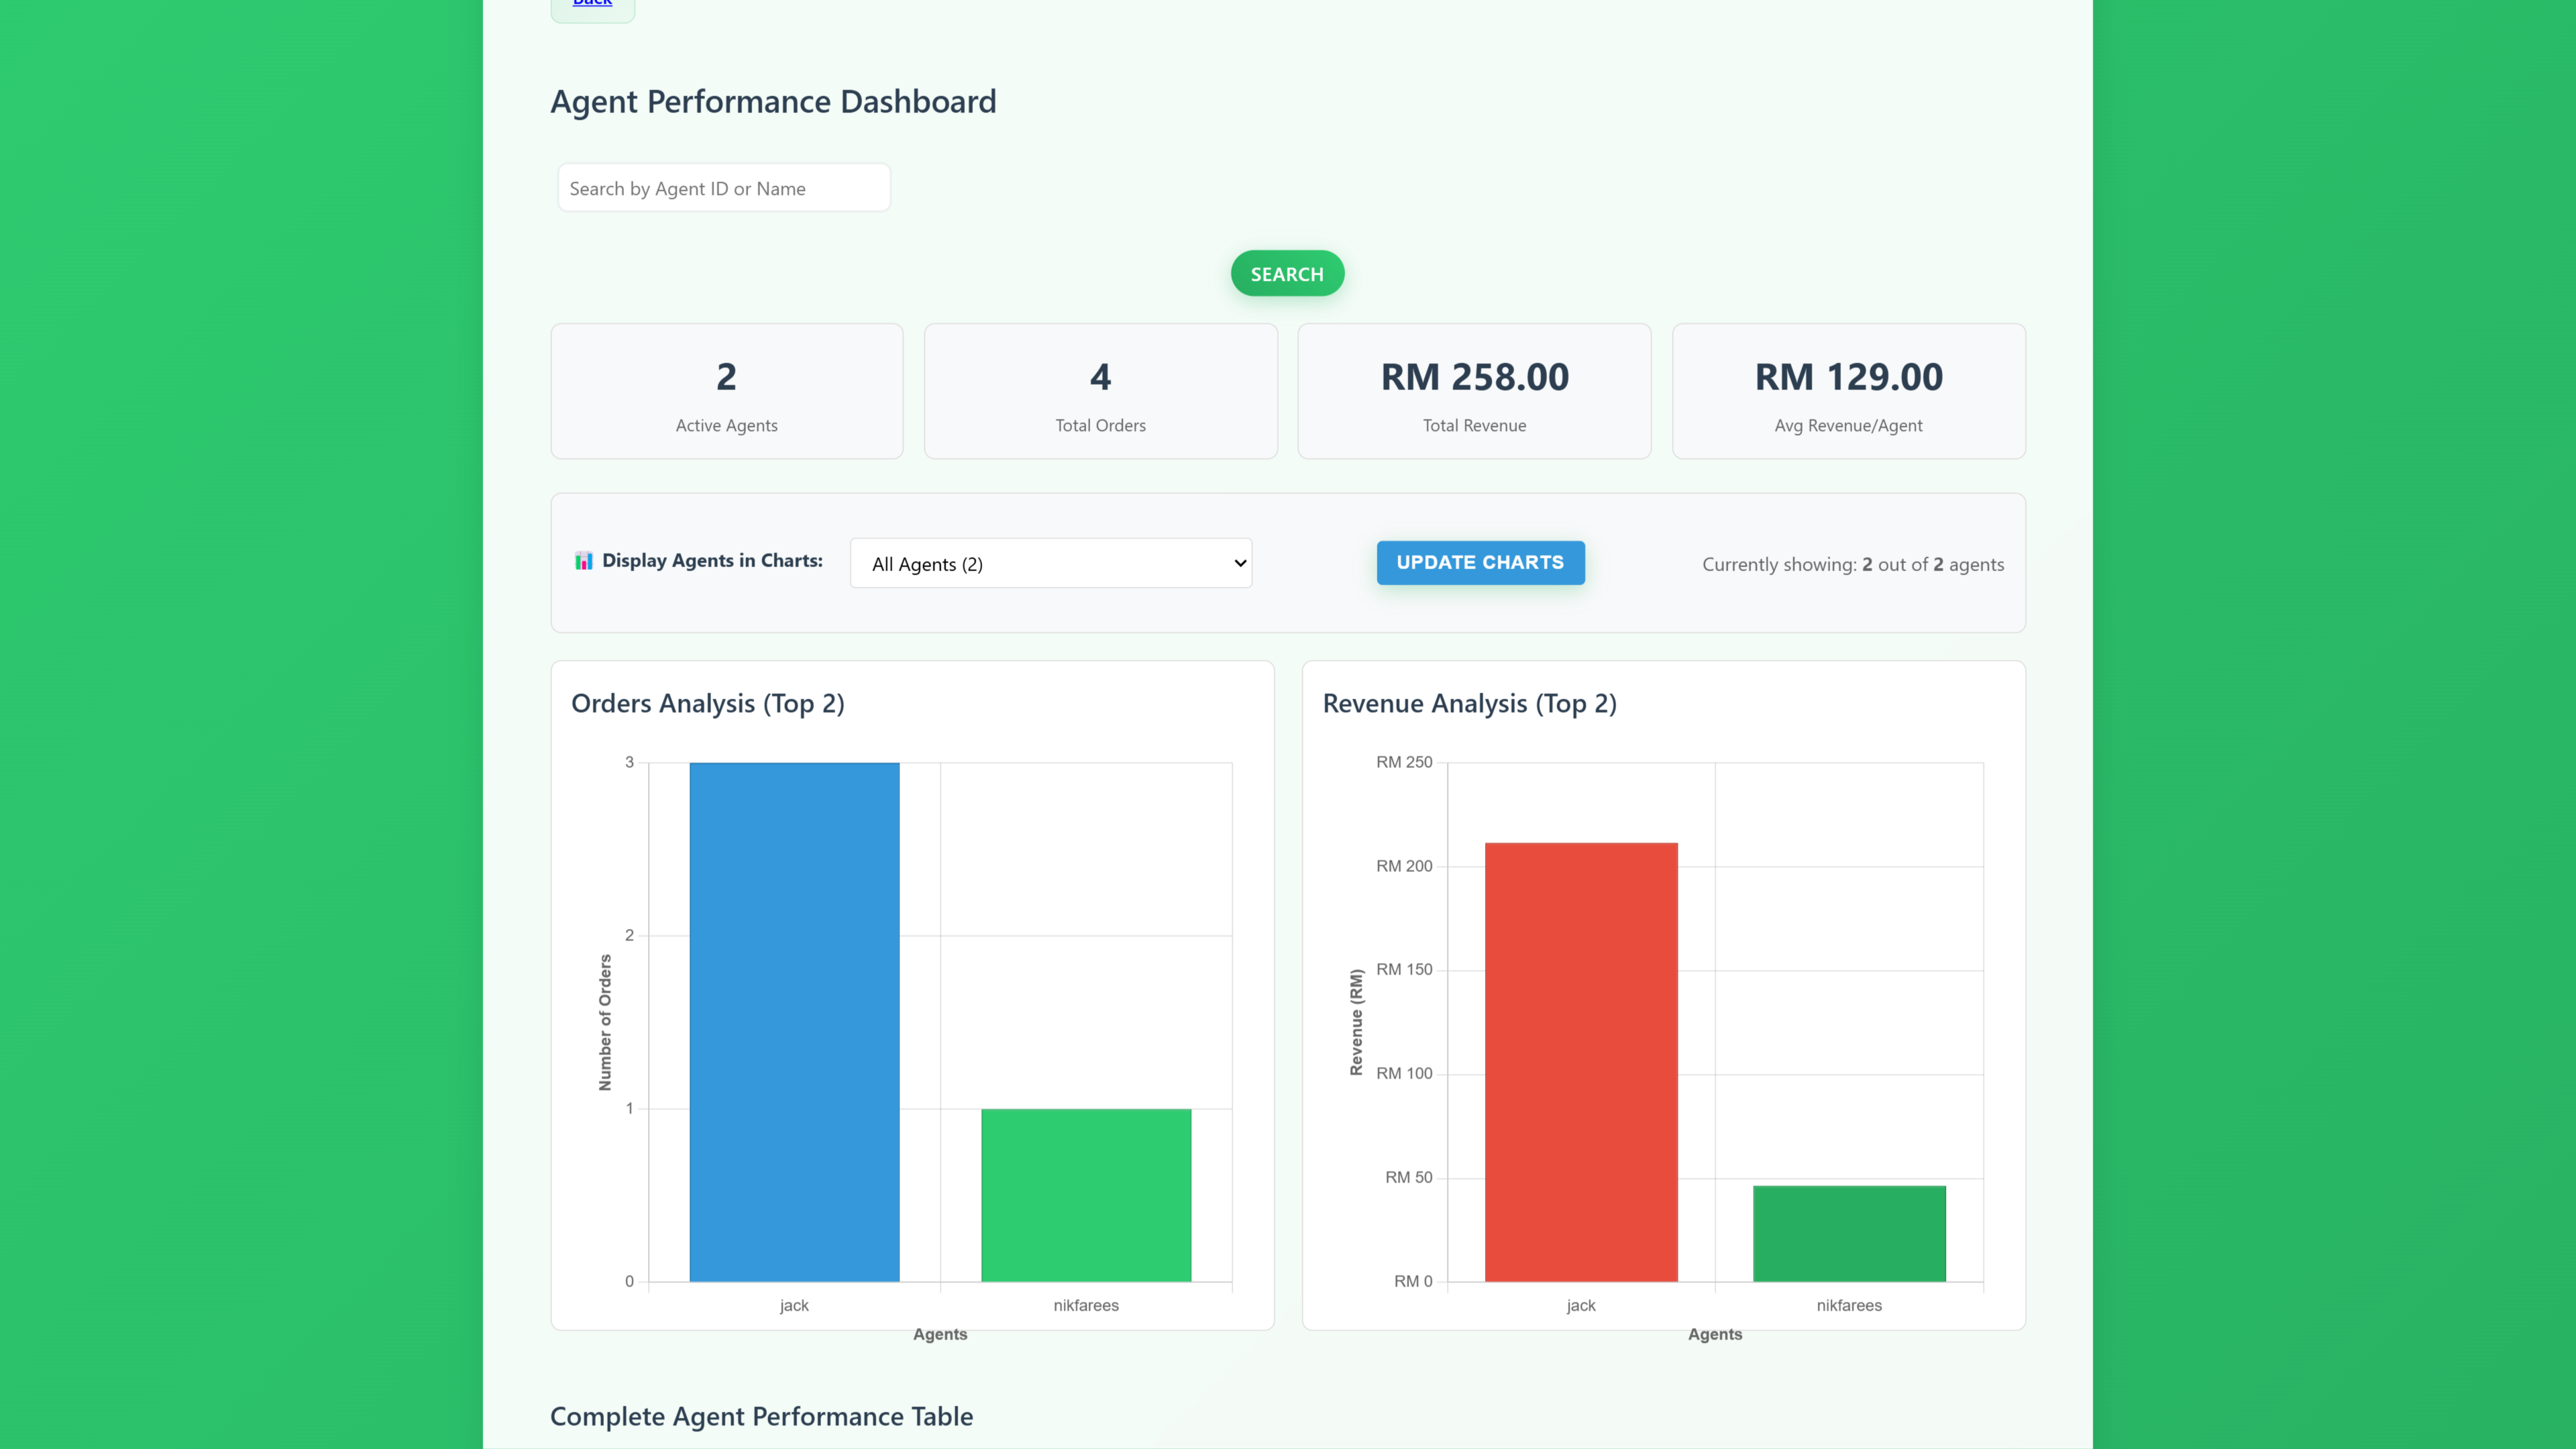 Back
Agent Performance Dashboard
Search by Agent ID or Name
SEARCH
2
Active Agents
4
Total Orders
RM 258.00
Total Revenue
RM 129.00
Avg Revenue/Agent
Display Agents in Charts:
All Agents (2)
UPDATE CHARTS
Currently showing: 2 out of 2 agents
Orders Analysis (Top 2)
3
2
1
0
Number of Orders
jack
nikfarees
Agents
Revenue Analysis (Top 2)
RM 250
RM 200
RM 150
RM 100
RM 50
RM 0
Revenue (RM)
jack
nikfarees
Agents
Complete Agent Performance Table